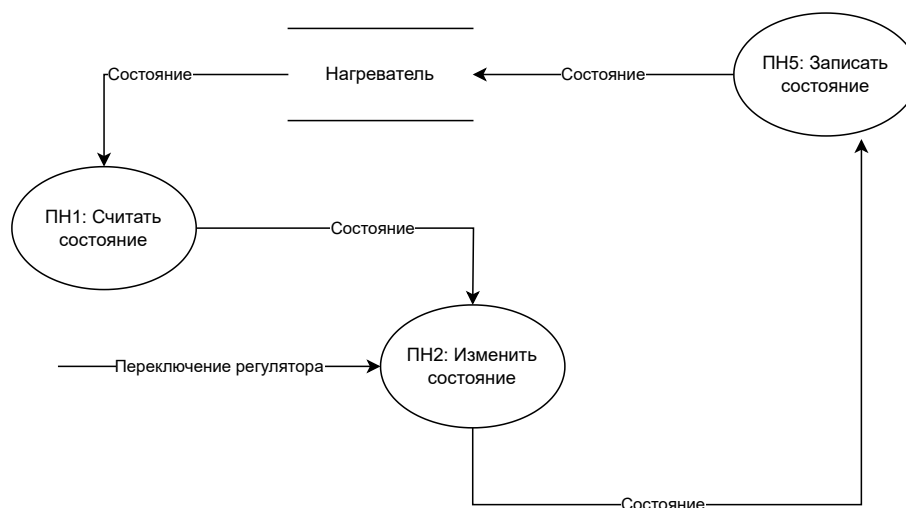 Состояние
Нагреватель
Состояние
ПН5: Записать
состояние
ПН1: Считать
состояние
Состояние
Переключение регулятора
ПН2: Изменить
состояние
Состояние